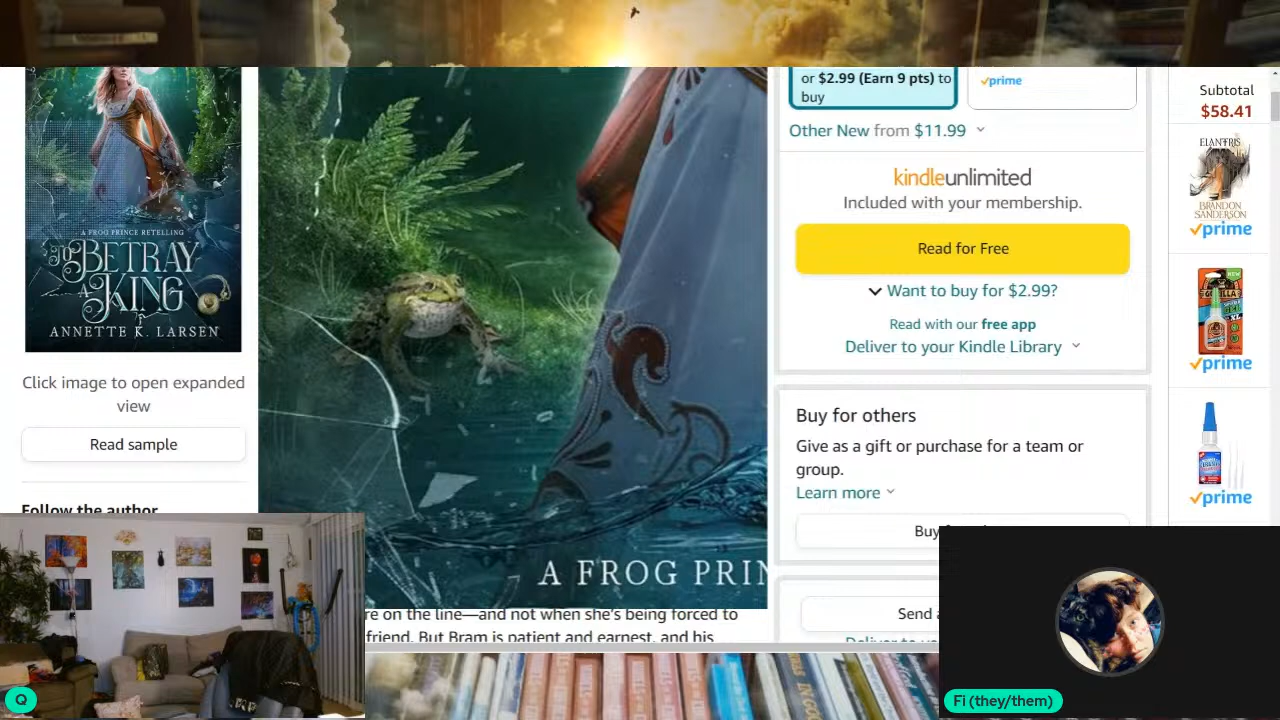 A FROG PRINCE RETELLING
TO BETRAY
A KING
ANNETTE K. LARSEN
Click image to open expanded
view
Read sample
Follow the author
A FROG PRIN
re on the line—and not when she's being forced to
friend. But Bram is patient and earnest, and his
or $2.99 (Earn 9 pts) to
buy
prime
Other New from $11.99
kindleunlimited
Included with your membership.
Read for Free
Want to buy for $2.99?
Read with our free app
Deliver to your Kindle Library
Buy for others
Give as a gift or purchase for a team or
group.
Learn more
Buy
Send a
Subtotal
$58.41
ELANTRIS
BRANDON
SANDERSON
prime
NEW
GORILLA
prime
prime
Q
Fi (they/them)